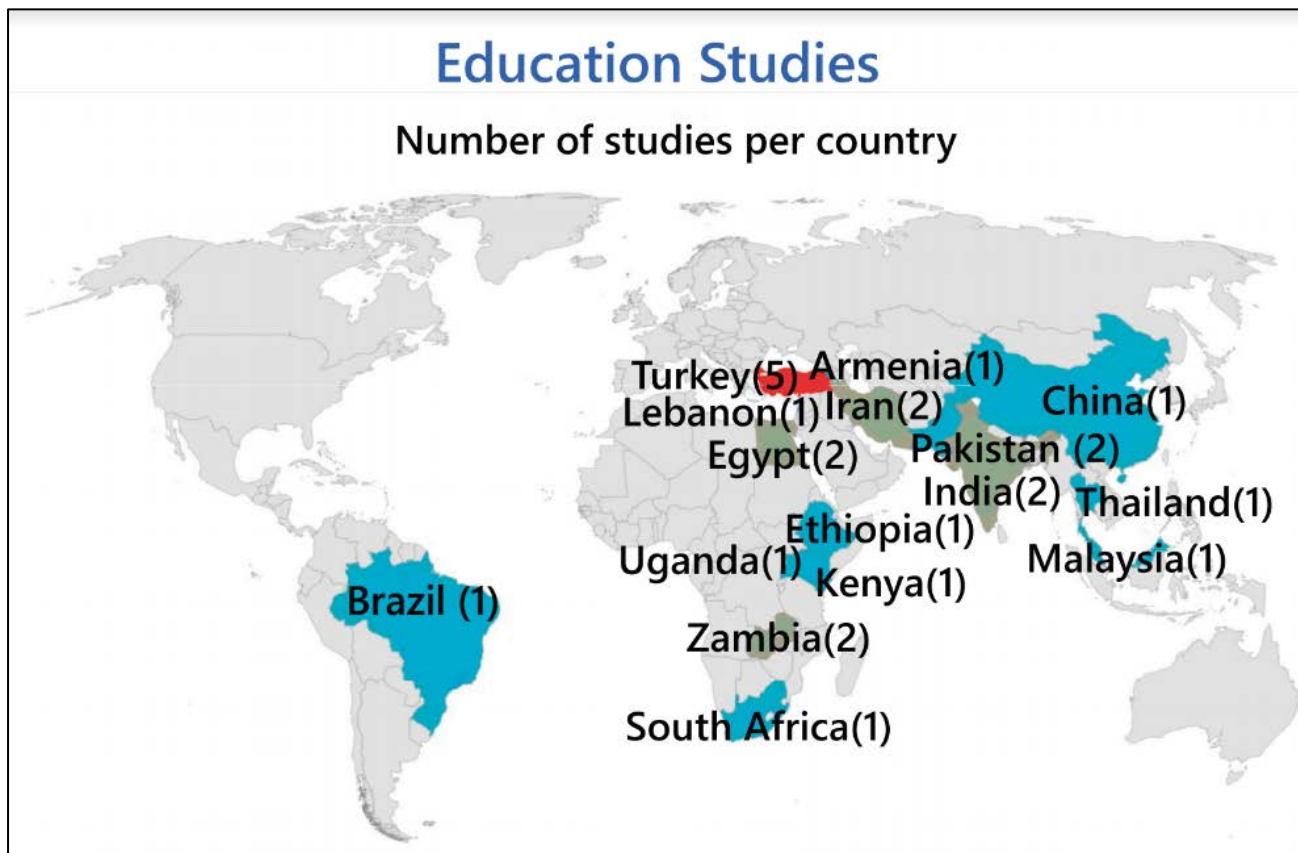 Education Studies
Number of studies per country
Turkey(5) Armenia(1)
Lebanon(1) Iran(2) China(1)
Egypt(2) Pakistan (2)
India(2) Thailand(1)
Ethiopia(1)
Uganda(1) Malaysia(1)
Kenya(1)
Brazil (1)
Zambia(2)
South Africa(1)